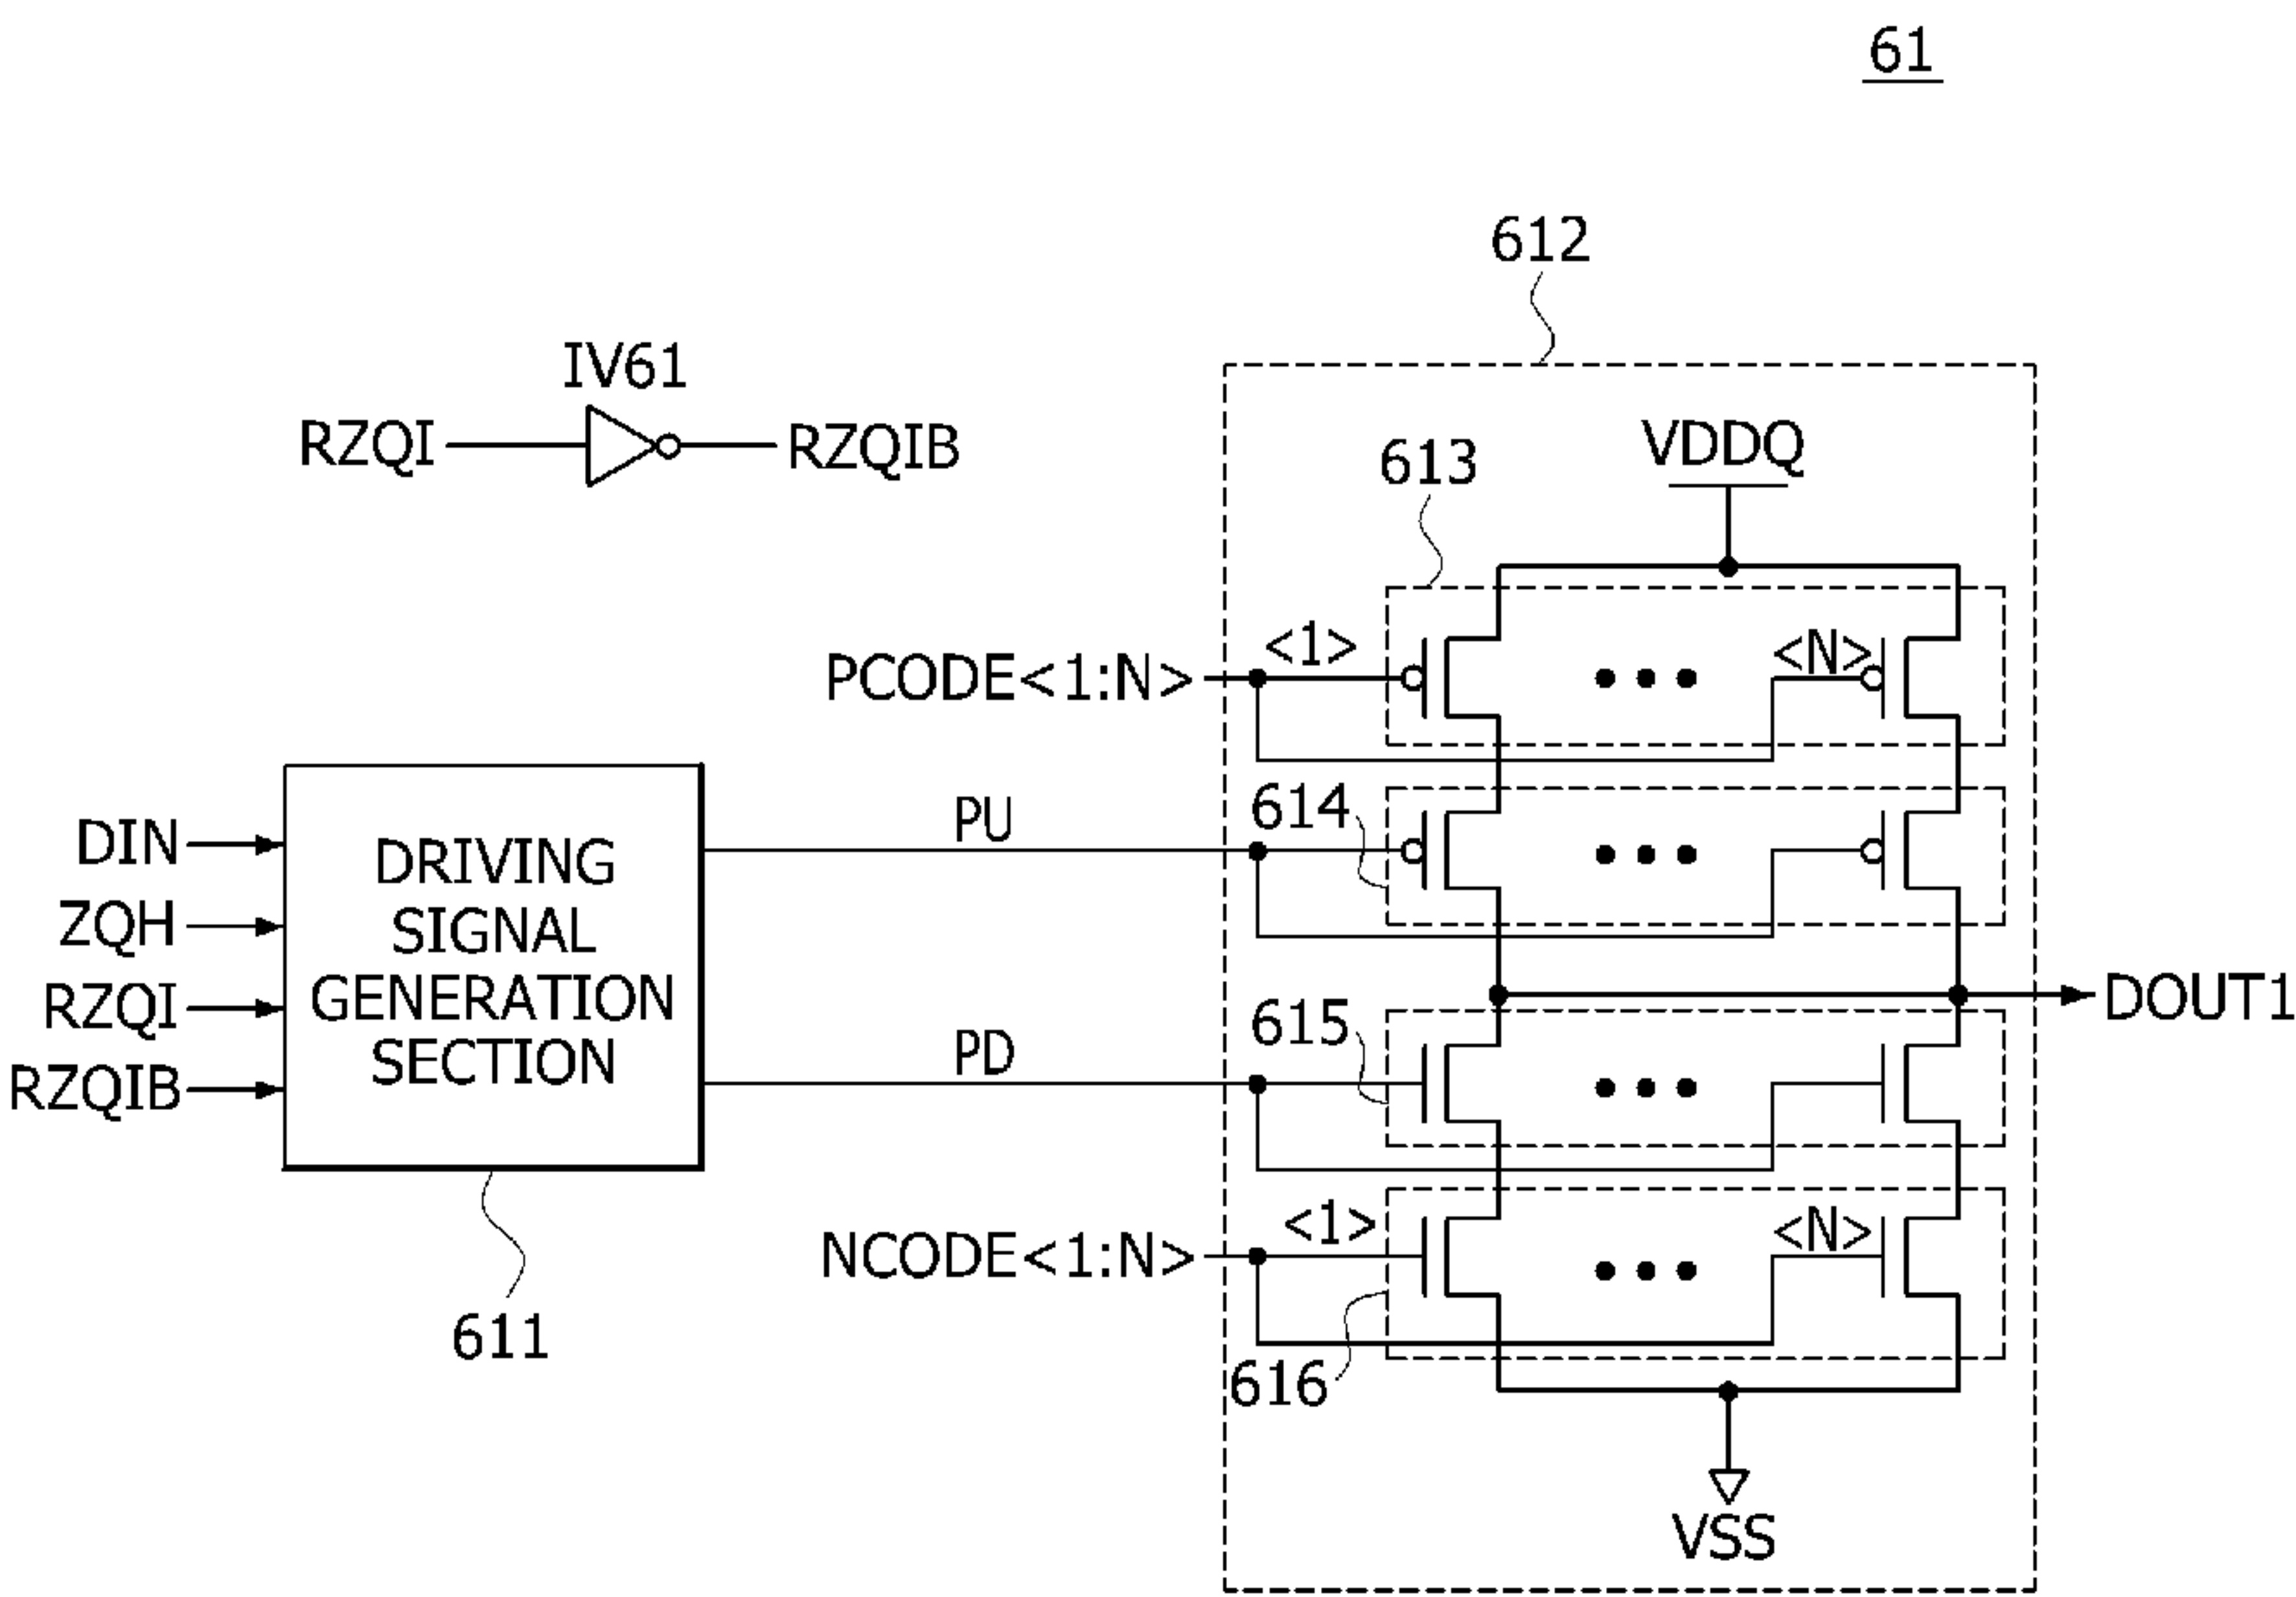 61
612
IV61
RZQI
RZQIB
613
VDDQ
PCODE<1:N>
<1>
<N>
DIN
ZQH
RZQI
RZQIB
DRIVING
SIGNAL
GENERATION
SECTION
PU
614
PD
615
DOUT1
NCODE<1:N>
<1>
<N>
611
616
VSS